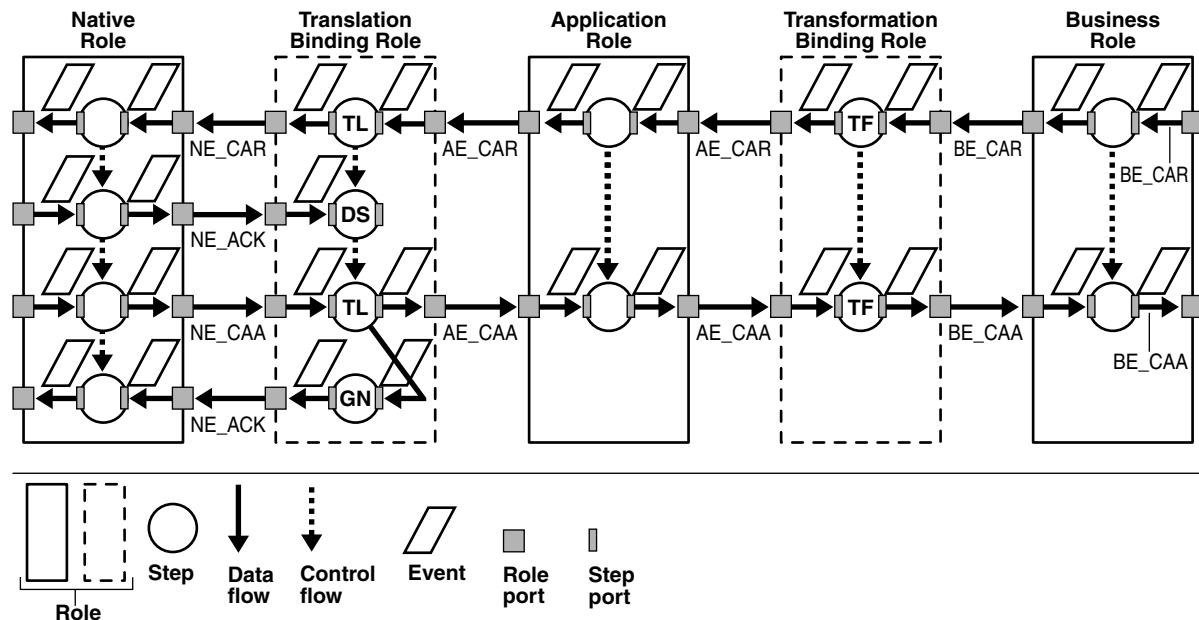 Native
Role
Translation
Binding Role
Application
Role
Transformation
Binding Role
Business
Role
TL
TF
NE_CAR
AE_CAR
AE_CAR
BE_CAR
BE_CAR
DS
NE_ACK
TL
TF
NE_CAA
AE_CAA
AE_CAA
BE_CAA
BE_CAA
GN
NE_ACK
Step
Data
flow
Control
flow
Event
Role
port
Step
port
Role